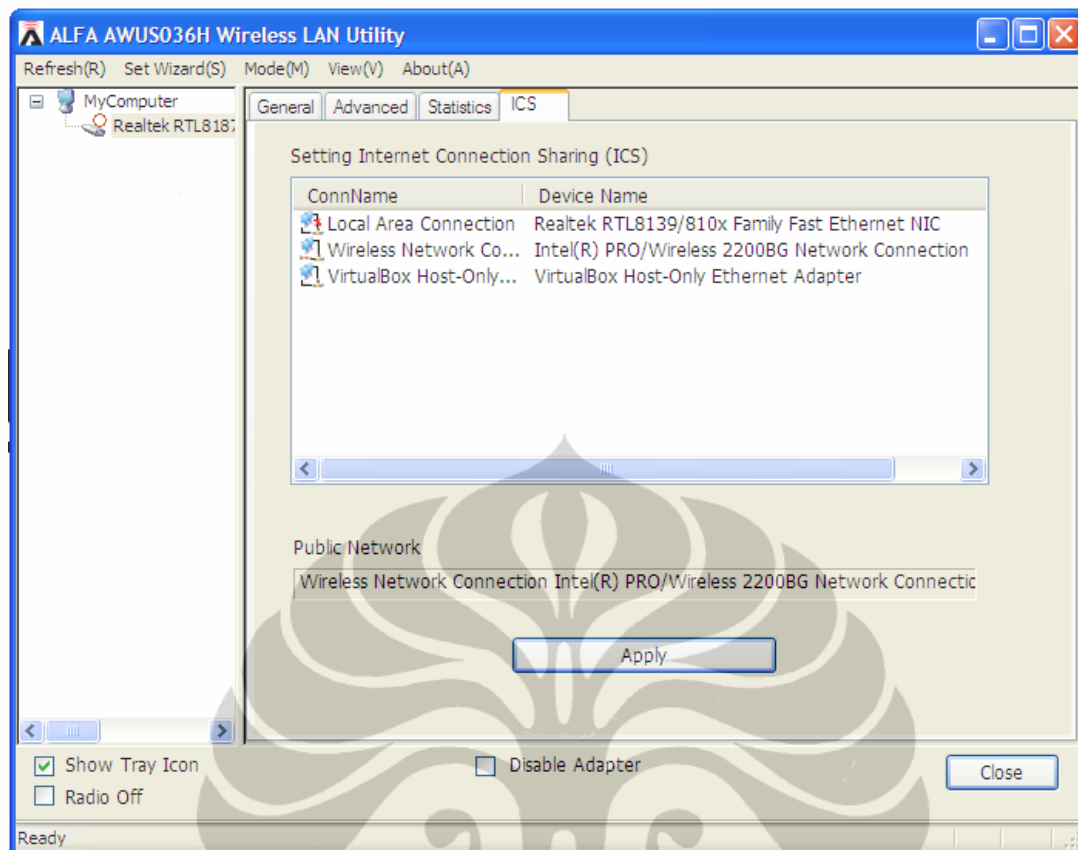 ALFA AWUS036H Wireless LAN Utility
Refresh(R) Set Wizard(S) Mode(M) View(V) About(A)
MyComputer
Realtek RTL8187
General Advanced Statistics ICS
Setting Internet Connection Sharing (ICS)
ConnName Device Name
Local Area Connection Realtek RTL8139/810x Family Fast Ethernet NIC
Wireless Network Co... Intel(R) PRO/Wireless 2200BG Network Connection
VirtualBox Host-Only... VirtualBox Host-Only Ethernet Adapter
Public Network
Wireless Network Connection Intel(R) PRO/Wireless 2200BG Network Connectic
Apply
Show Tray Icon Disable Adapter Close
Radio Off
Ready